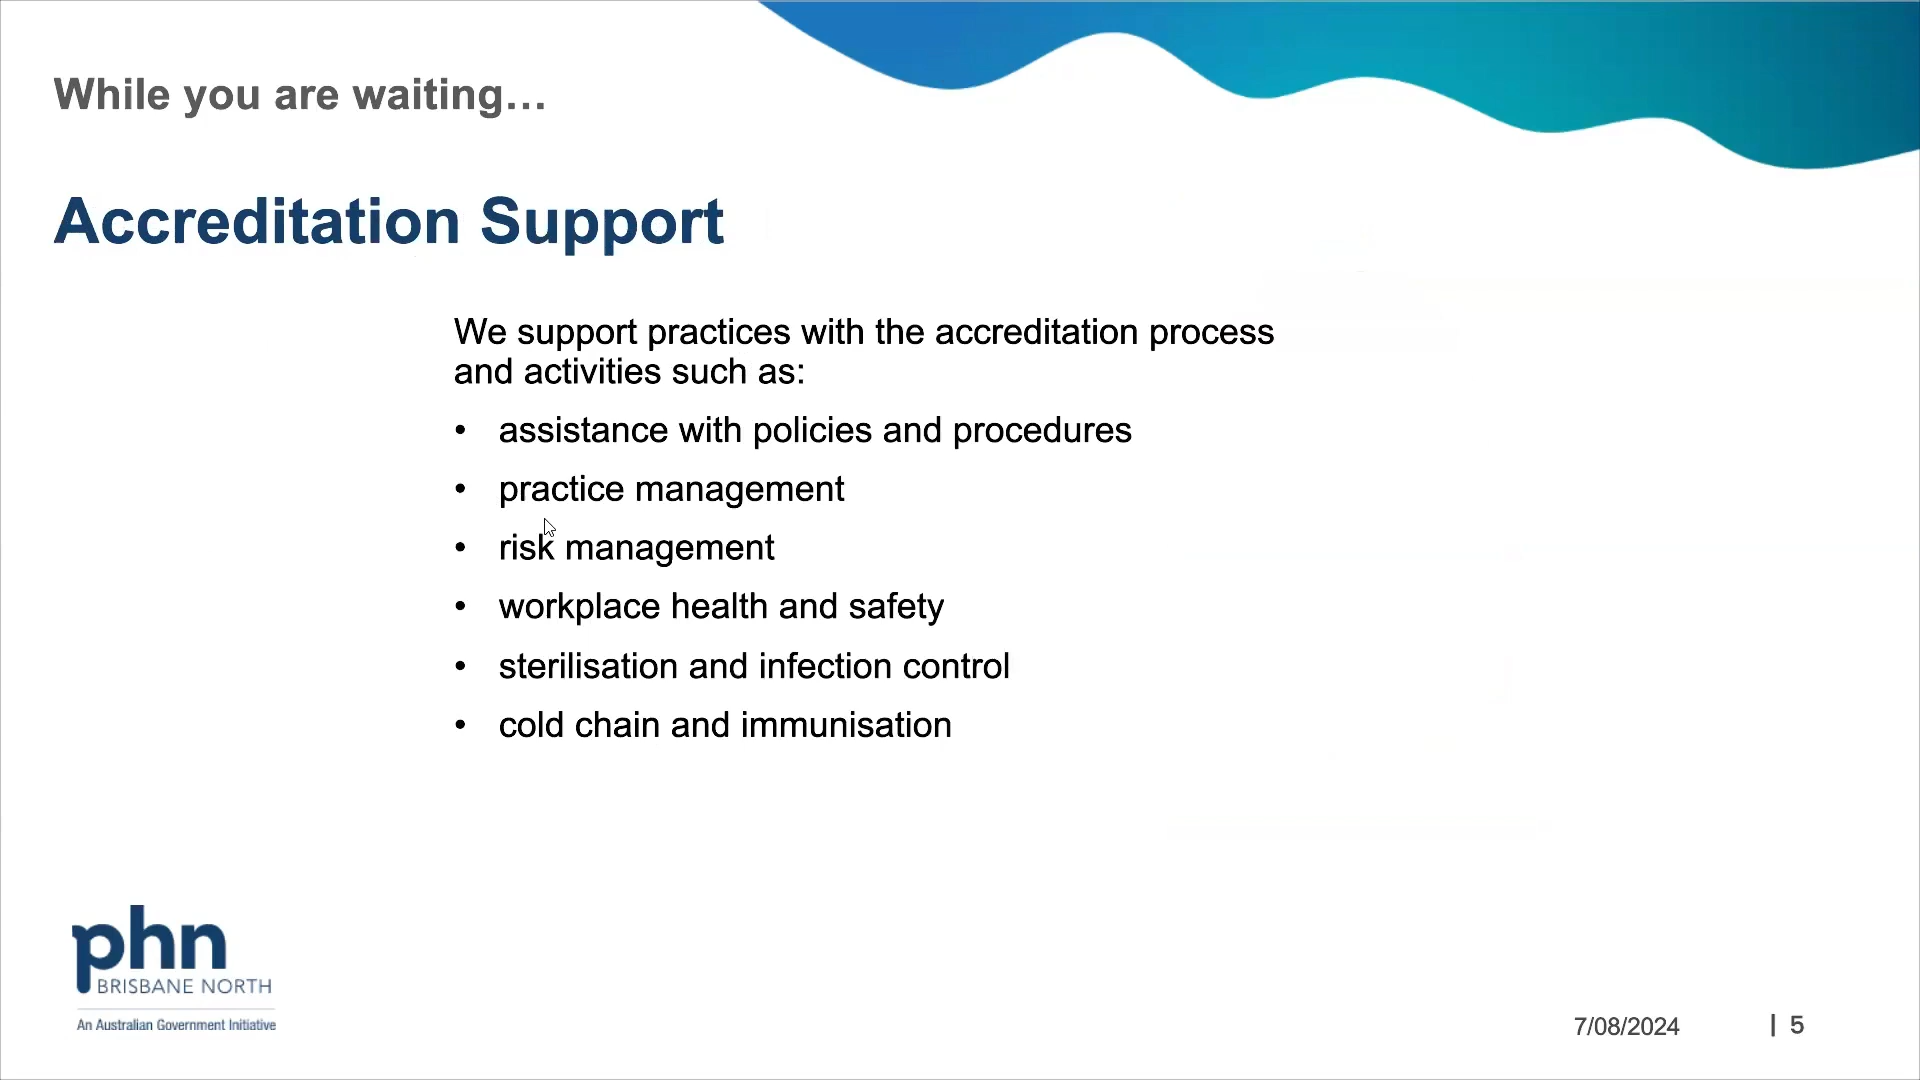 While you are waiting…
Accreditation Support
We support practices with the accreditation process
and activities such as:
• assistance with policies and procedures
• practice management
• risk management
• workplace health and safety
• sterilisation and infection control
• cold chain and immunisation
phn
BRISBANE NORTH
An Australian Government Initiative
7/08/2024 | 5